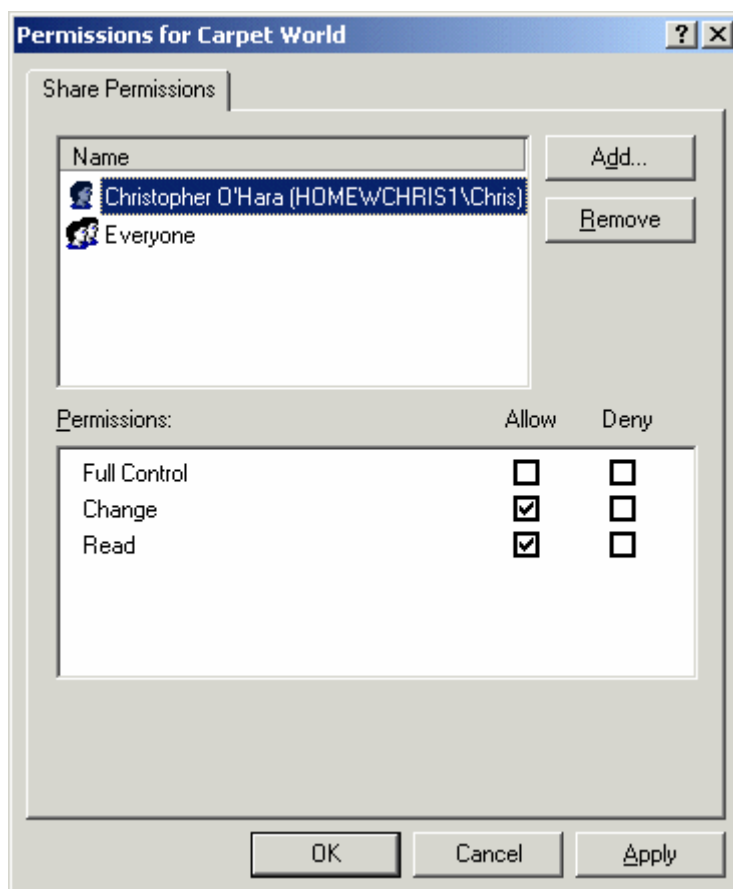 Permissions for Carpet World
Share Permissions
Name
Add...
Christopher O'Hara (HOMEWCHRIS1\Chris)
Remove
Everyone
Permissions: Allow Deny
Full Control
Change
Read
OK Cancel Apply